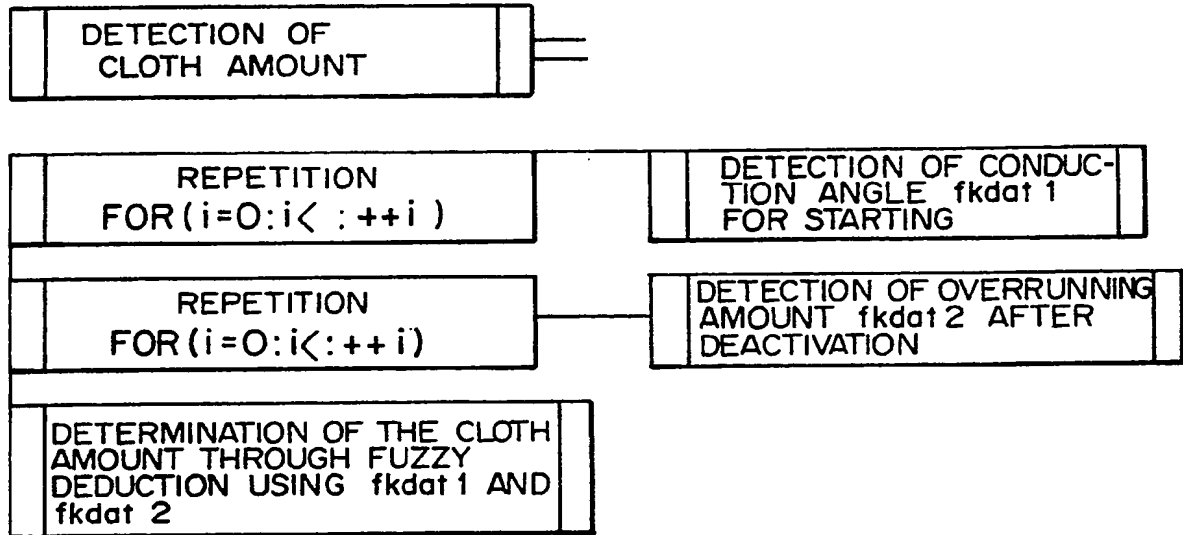 DETECTION OF
CLOTH AMOUNT
REPETITION
FOR(i=0:i< :++i)
DETECTION OF CONDUC-
TION ANGLE fkdat 1
FOR STARTING
REPETITION
FOR(i=0:i<:++i)
DETECTION OF OVERRUNNING
AMOUNT fkdat 2 AFTER
DEACTIVATION
DETERMINATION OF THE CLOTH
AMOUNT THROUGH FUZZY
DEDUCTION USING fkdat 1 AND
fkdat 2